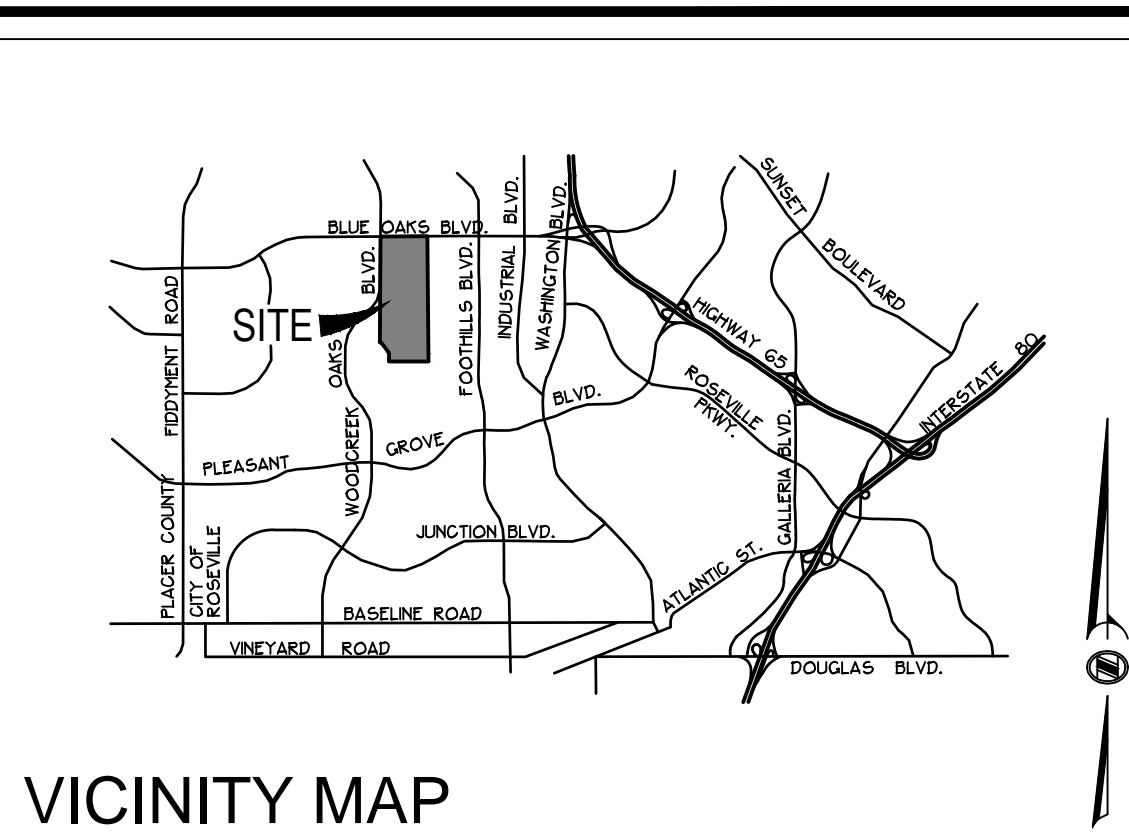 SUNSET BOULEVARD
BLUE OAKS BLVD.
WOODCREEK OAKS BLVD.
FOOTHILLS BLVD.
INDUSTRIAL BLVD.
WASHINGTON BLVD.
FIDDYMENT ROAD
SITE
HIGHWAY 65
INTERSTATE 80
ROSEVILLE
PKWY.
GALLERIA BLVD.
PLEASANT GROVE BLVD.
JUNCTION BLVD.
PLACER COUNTY
CITY OF
ROSEVILLE
ATLANTIC ST.
BASELINE ROAD
VINEYARD ROAD
DOUGLAS BLVD.
N
VICINITY MAP